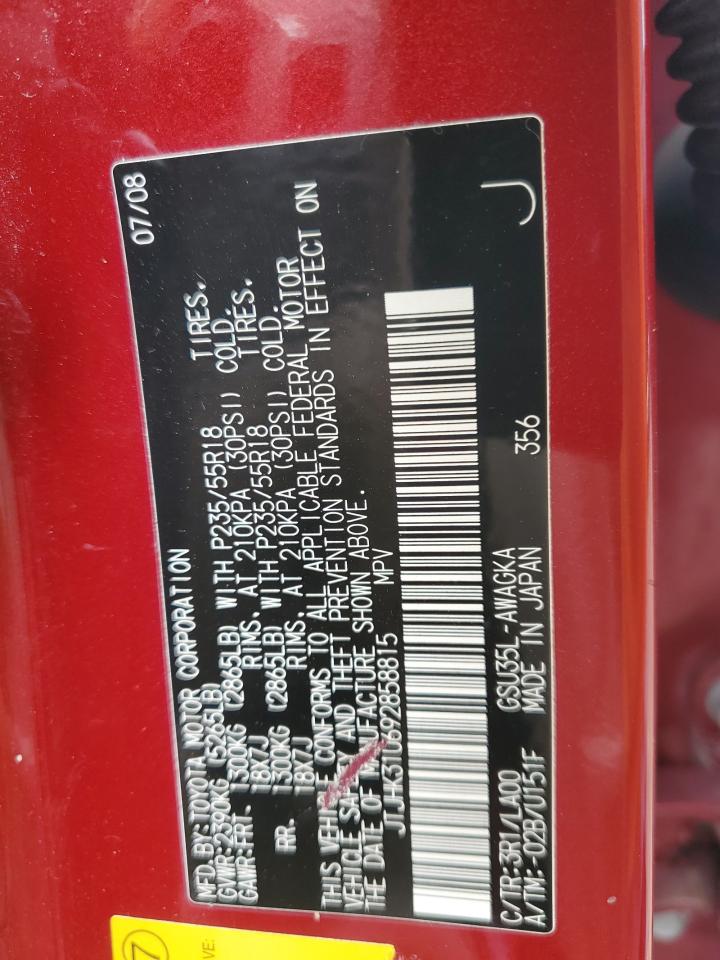 MFD BY: TOYOTA MOTOR CORPORATION 07/08
GVWR: 2390KG (5265LB)
GAWR: FRT. 1300KG (2865LB) WITH P235/55R18 TIRES.
18X7J RIMS. AT 210KPA (30PSI) COLD.
RR. 1300KG (2865LB) WITH P235/55R18 TIRES.
18X7J RIMS. AT 210KPA (30PSI) COLD.
THIS VEHICLE CONFORMS TO ALL APPLICABLE FEDERAL MOTOR
VEHICLE SAFETY AND THEFT PREVENTION STANDARDS IN EFFECT ON
THE DATE OF MANUFACTURE SHOWN ABOVE.
MPV
C/TR: 3R1/LA00 GSU35L-AWAGKA
A/TM: -02B/U151F MADE IN JAPAN 356 J
7
VE: